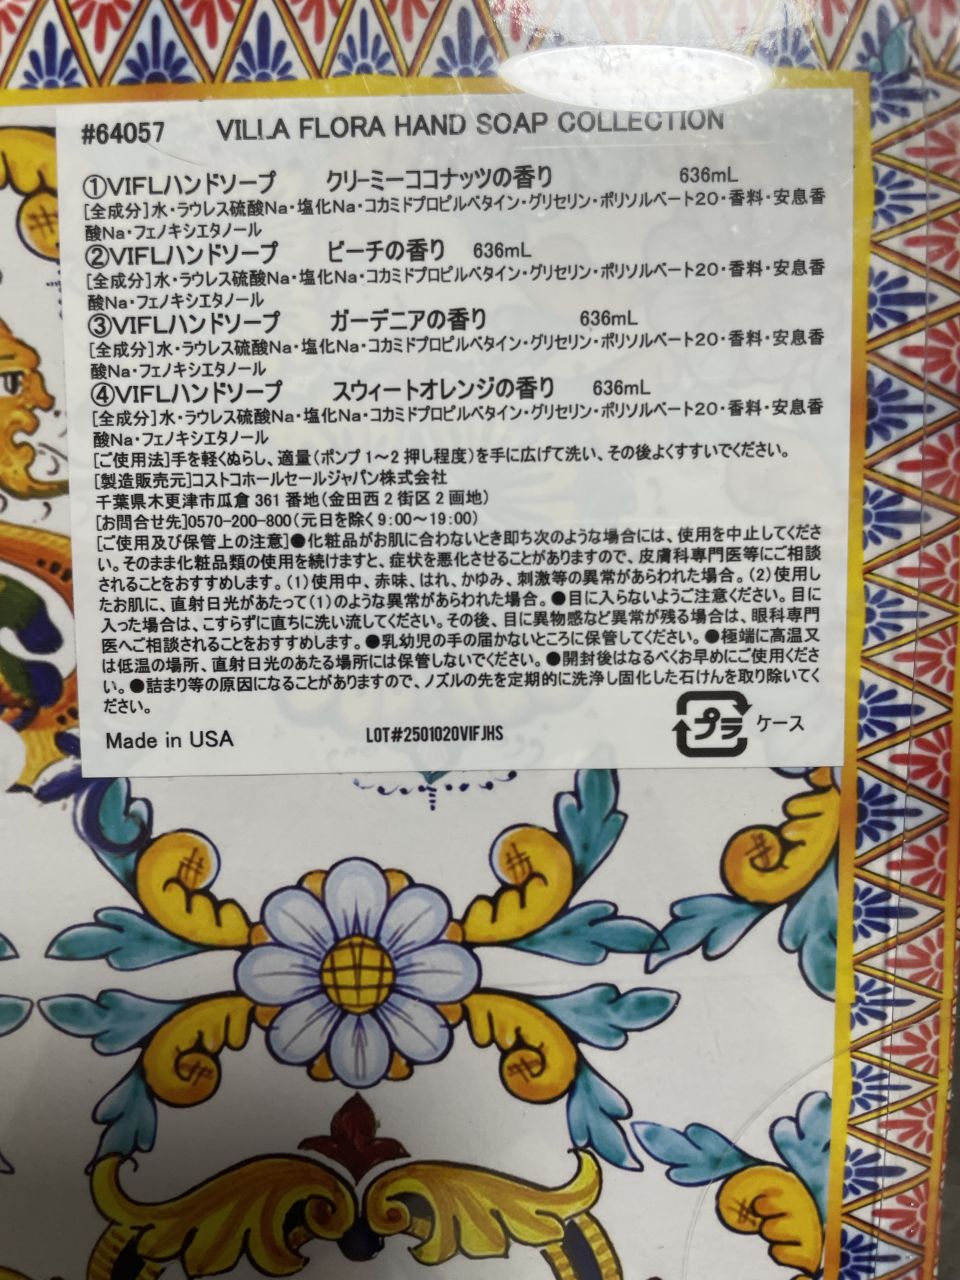 #64057 VILLA FLORA HAND SOAP COLLECTION
①VIFLハンドソープ クリーミーココナッツの香り 636mL
[全成分]水・ラウレス硫酸Na・塩化Na・コカミドプロピルベタイン・グリセリン・ポリソルベート20・香料・安息香
酸Na・フェノキシエタノール
②VIFLハンドソープ ピーチの香り 636mL
[全成分]水・ラウレス硫酸Na・塩化Na・コカミドプロピルベタイン・グリセリン・ポリソルベート20・香料・安息香
酸Na・フェノキシエタノール
③VIFLハンドソープ ガーデニアの香り 636mL
[全成分]水・ラウレス硫酸Na・塩化Na・コカミドプロピルベタイン・グリセリン・ポリソルベート20・香料・安息香
酸Na・フェノキシエタノール
④VIFLハンドソープ スウィートオレンジの香り 636mL
[全成分]水・ラウレス硫酸Na・塩化Na・コカミドプロピルベタイン・グリセリン・ポリソルベート20・香料・安息香
酸Na・フェノキシエタノール
[ご使用法]手を軽くぬらし、適量(ポンプ 1～2 押し程度)を手に広げて洗い、その後よくすすいでください。
[製造販売元]コストコホールセールジャパン株式会社
千葉県木更津市瓜倉 361 番地(金田西 2 街区 2 画地)
[お問合せ先]0570-200-800(元日を除く 9:00～19:00)
[ご使用及び保管上の注意]●化粧品がお肌に合わないとき即ち次のような場合には、使用を中止してくださ
い。そのまま化粧品類の使用を続けますと、症状を悪化させることがありますので、皮膚科専門医等にご相談
されることをおすすめします。(1)使用中、赤味、はれ、かゆみ、刺激等の異常があらわれた場合。(2)使用し
たお肌に、直射日光があたって(1)のような異常があらわれた場合。●目に入らないようご注意ください。目に
入った場合は、こすらずに直ちに洗い流してください。その後、目に異物感など異常が残る場合は、眼科専門
医へご相談されることをおすすめします。●乳幼児の手の届かないところに保管してください。●極端に高温又
は低温の場所、直射日光のあたる場所には保管しないでください。●開封後はなるべくお早めにご使用くださ
い。●詰まり等の原因になることがありますので、ノズルの先を定期的に洗浄し固化した石けんを取り除いてく
ださい。
Made in USA LOT#2501020VIFJHS プラ ケース